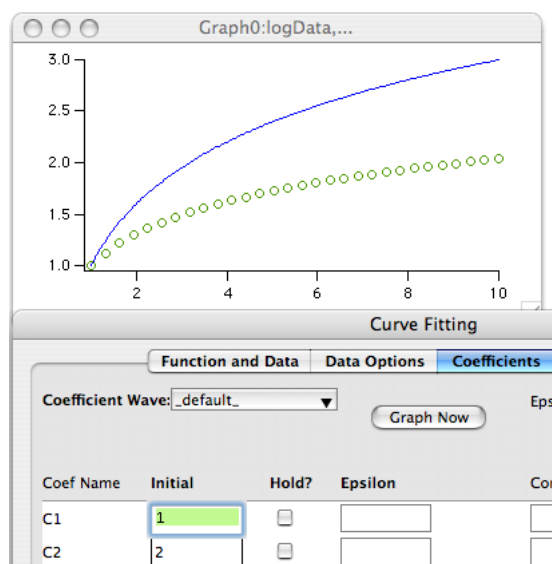 Graph0:logData,...
3.0
2.5
2.0
1.5
1.0
2 4 6 8 10
Curve Fitting
Function and Data Data Options Coefficients
Coefficient Wave: _default_
Graph Now
Eps
Coef Name Initial Hold? Epsilon Con
C1 1
C2 2